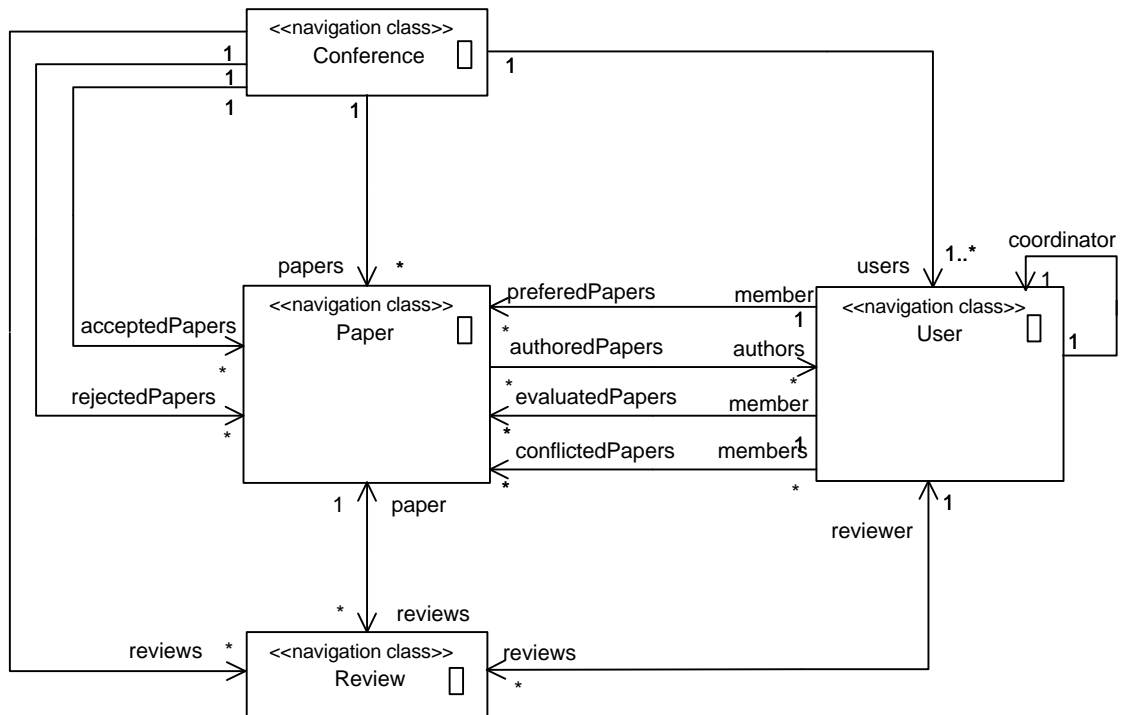 <<navigation class>>
Conference
1
1
1
1
1
coordinator
papers
*
users
1..*
1
<<navigation class>>
Paper
preferedPapers
member
*
1
<<navigation class>>
User
acceptedPapers
*
authoredPapers
authors
*
*
1
rejectedPapers
*
evaluatedPapers
member
*
1
conflictedPapers
members
*
*
1
paper
1
reviewer
*
reviews
reviews
*
<<navigation class>>
Review
reviews
*